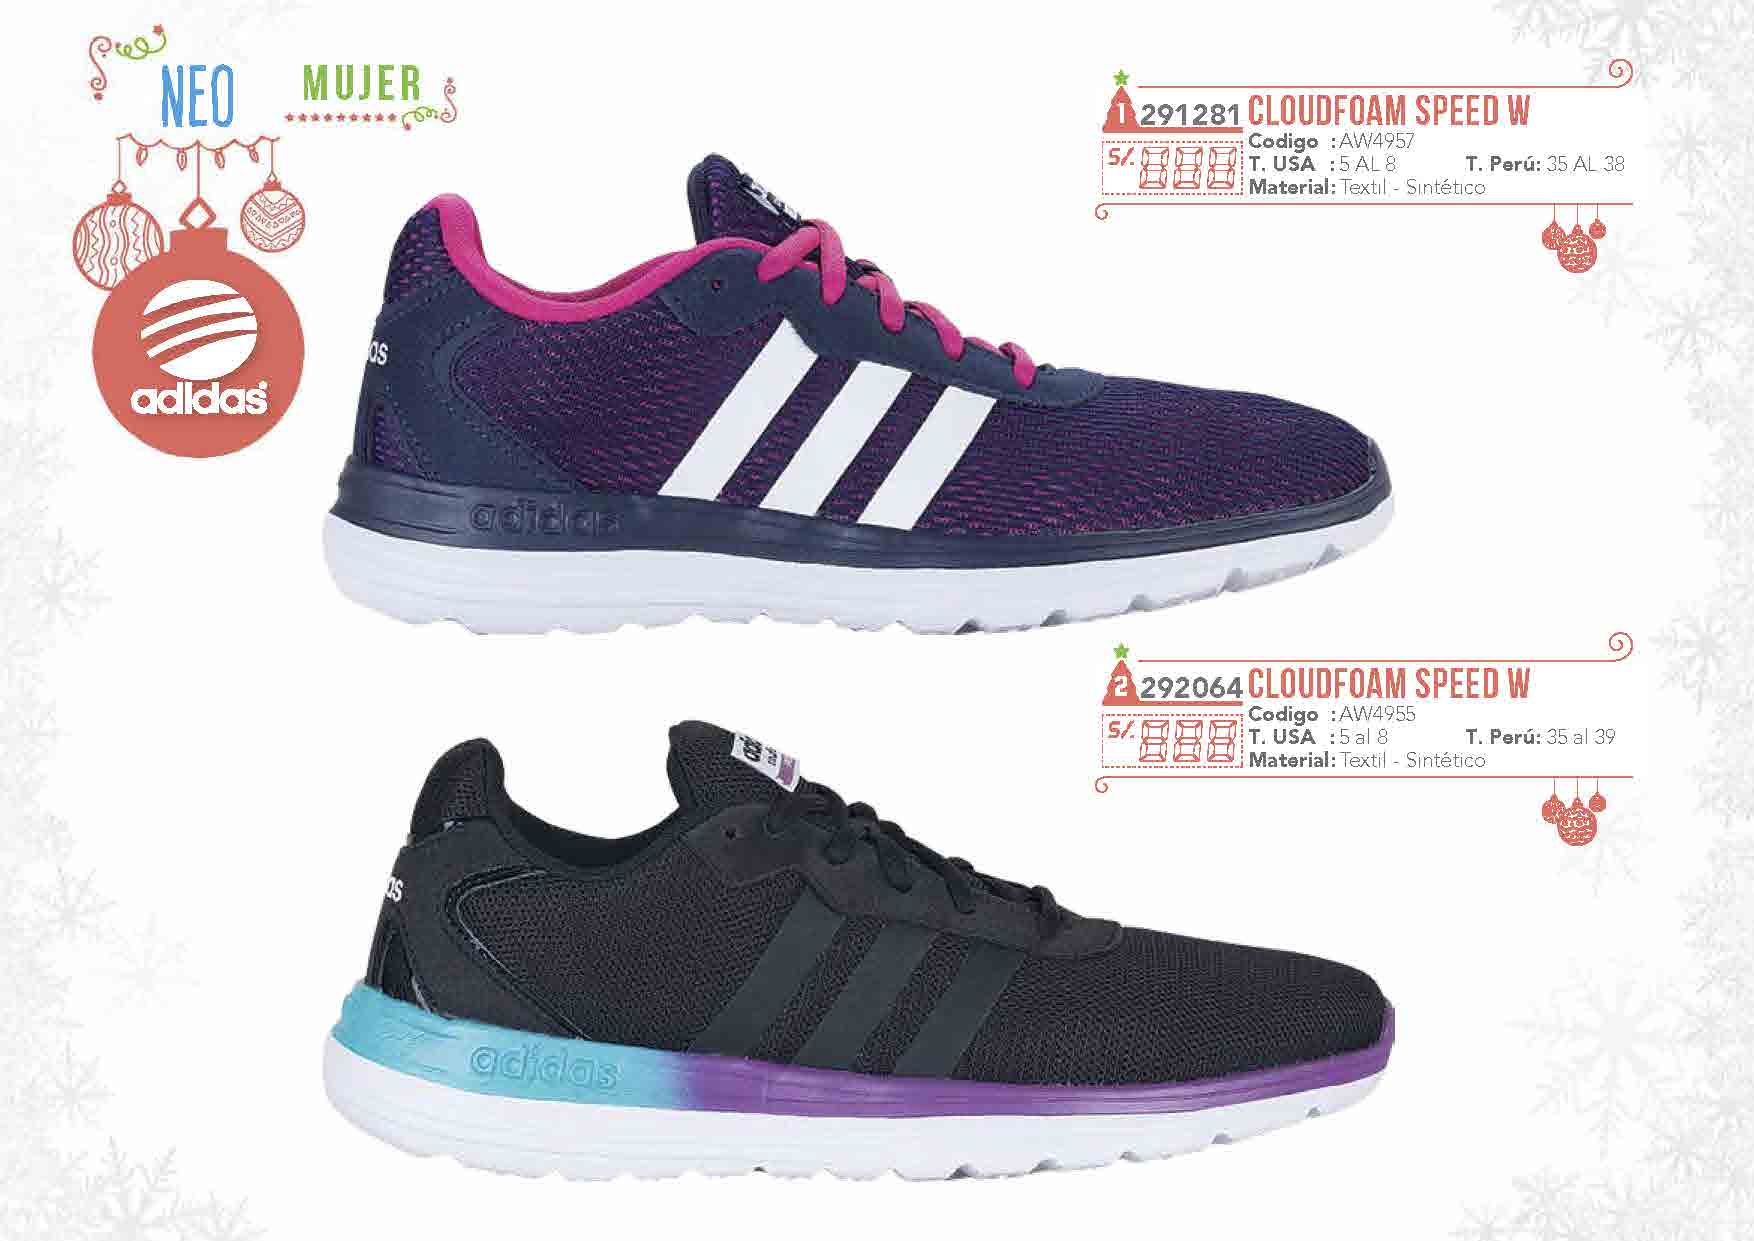 NEO
MUJER
adidas
1 291281 CLOUDFOAM SPEED W
Codigo : AW4957
S/.
T. USA : 5 AL 8 T. Perú: 35 AL 38
Material: Textil - Sintético
as
adidas
2 292064 CLOUDFOAM SPEED W
Codigo : AW4955
S/.
T. USA : 5 al 8 T. Perú: 35 al 39
Material: Textil - Sintético
as
adidas